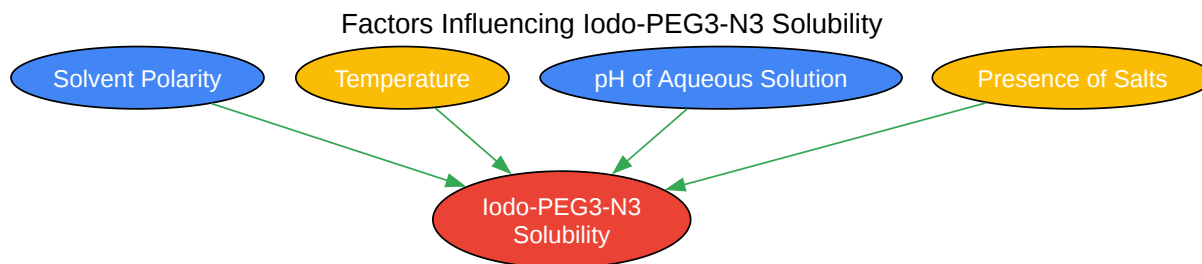 Factors Influencing Iodo-PEG3-N3 Solubility
Solvent Polarity
Temperature
pH of Aqueous Solution
Presence of Salts
Iodo-PEG3-N3
Solubility